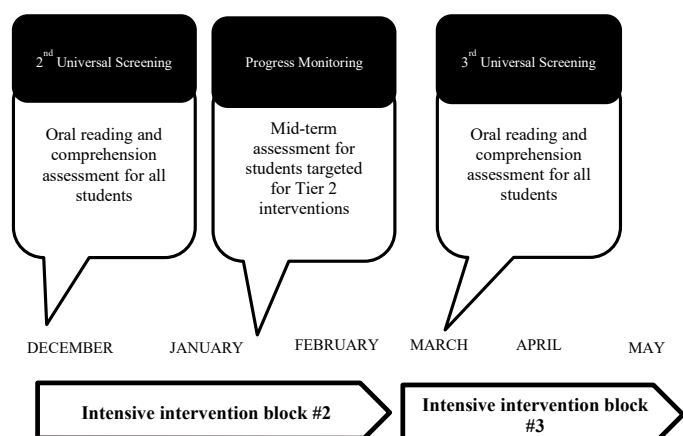 2nd Universal Screening
Oral reading and
comprehension
assessment for all
students
Progress Monitoring
Mid-term
assessment for
students targeted
for Tier 2
interventions
3rd Universal Screening
Oral reading and
comprehension
assessment for all
students
DECEMBER
JANUARY
FEBRUARY
MARCH
APRIL
MAY
Intensive intervention block #2
Intensive intervention block
#3